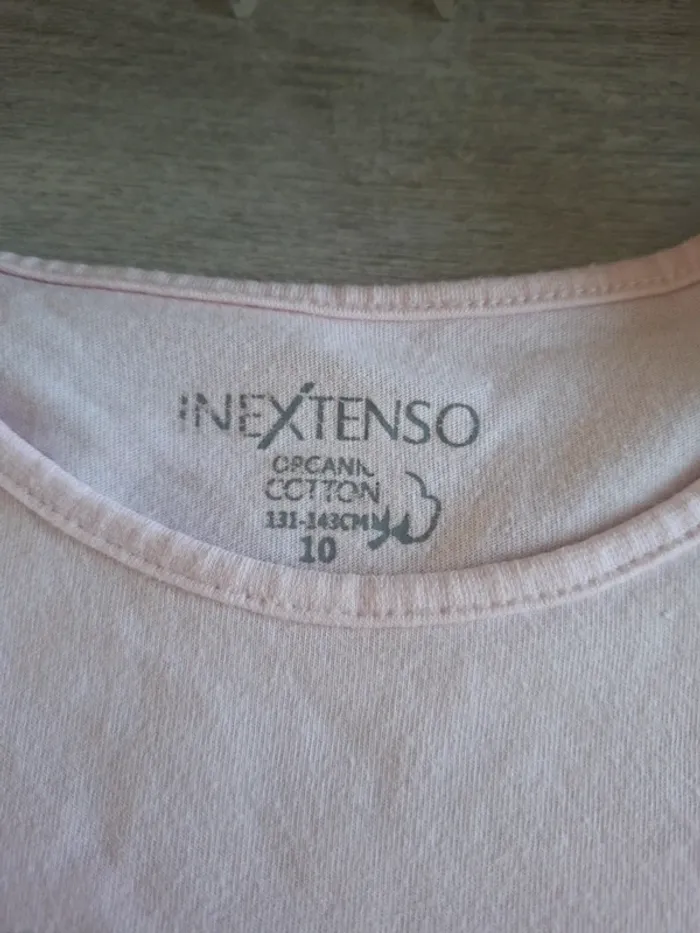 INEXTENSO
ORGANIC
COTTON
131-143CM
10